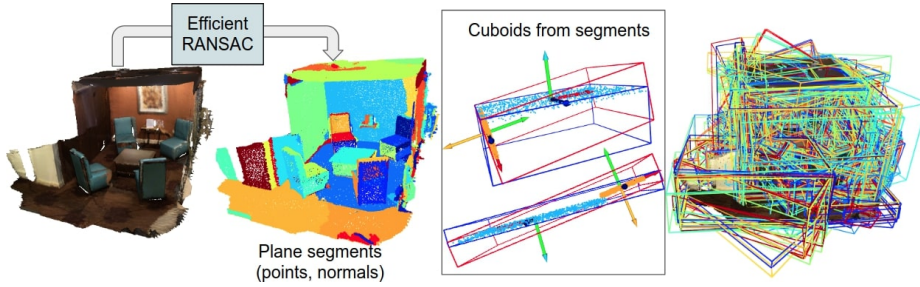 Efficient
RANSAC
Plane segments
(points, normals)
Cuboids from segments